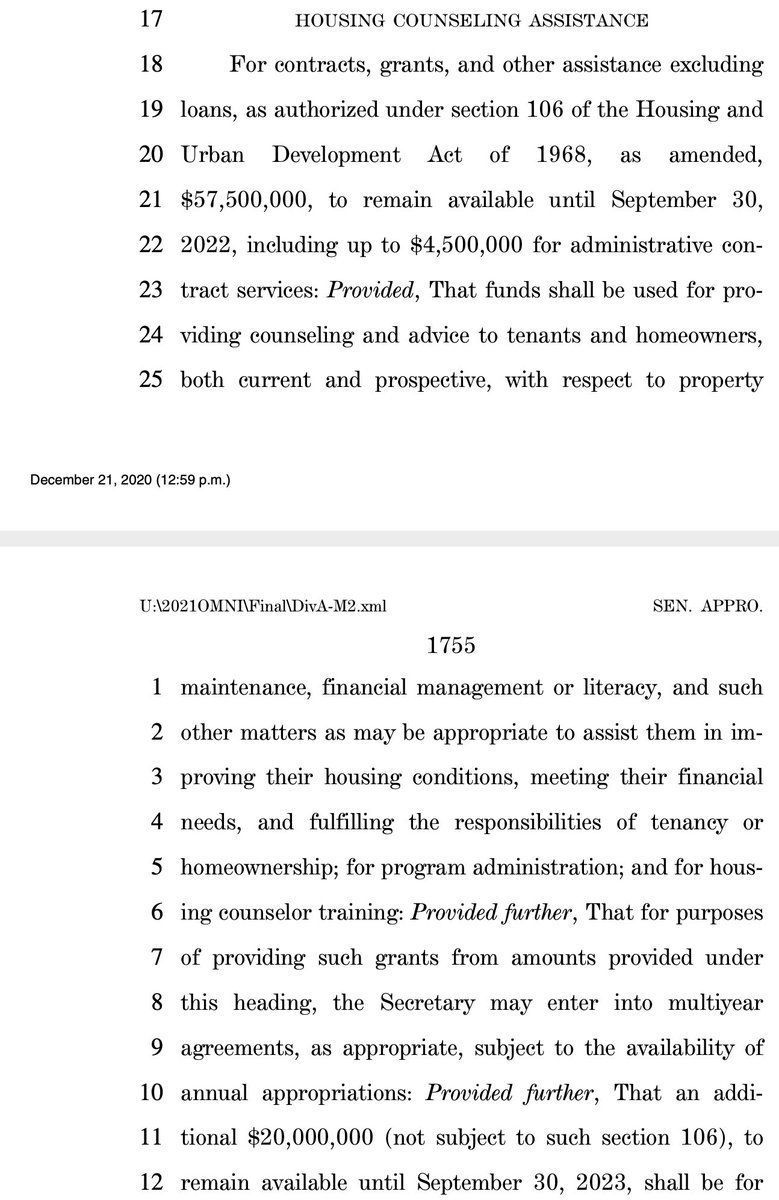 17 HOUSING COUNSELING ASSISTANCE
18 For contracts, grants, and other assistance excluding
19 loans, as authorized under section 106 of the Housing and
20 Urban Development Act of 1968, as amended,
21 $57,500,000, to remain available until September 30,
22 2022, including up to $4,500,000 for administrative con-
23 tract services: Provided, That funds shall be used for pro-
24 viding counseling and advice to tenants and homeowners,
25 both current and prospective, with respect to property
December 21, 2020 (12:59 p.m.)
U:\2021OMNI\Final\DivA-M2.xml SEN. APPRO.
1755
1 maintenance, financial management or literacy, and such
2 other matters as may be appropriate to assist them in im-
3 proving their housing conditions, meeting their financial
4 needs, and fulfilling the responsibilities of tenancy or
5 homeownership; for program administration; and for hous-
6 ing counselor training: Provided further, That for purposes
7 of providing such grants from amounts provided under
8 this heading, the Secretary may enter into multiyear
9 agreements, as appropriate, subject to the availability of
10 annual appropriations: Provided further, That an addi-
11 tional $20,000,000 (not subject to such section 106), to
12 remain available until September 30, 2023, shall be for